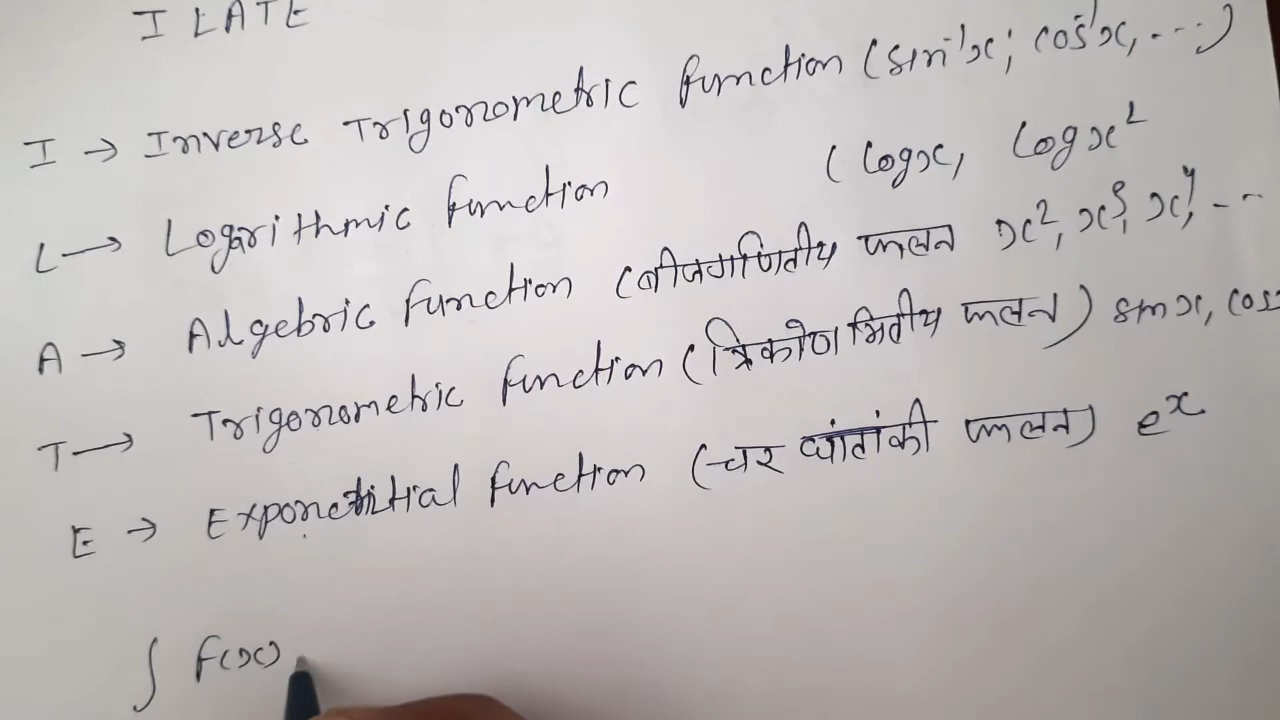 I LATE
I → Inverse Trigonometric function (sin⁻¹x; cos⁻¹x, ...)
L → Logarithmic function (logx, logx²
A → Algebric function (बीजगणितीय फलन x², x³, x⁴, ...
T → Trigonometric function (त्रिकोणमितीय फलन) sinx, cos
E → function (चर घांतांकी फलन) eˣ
∫ f(x)